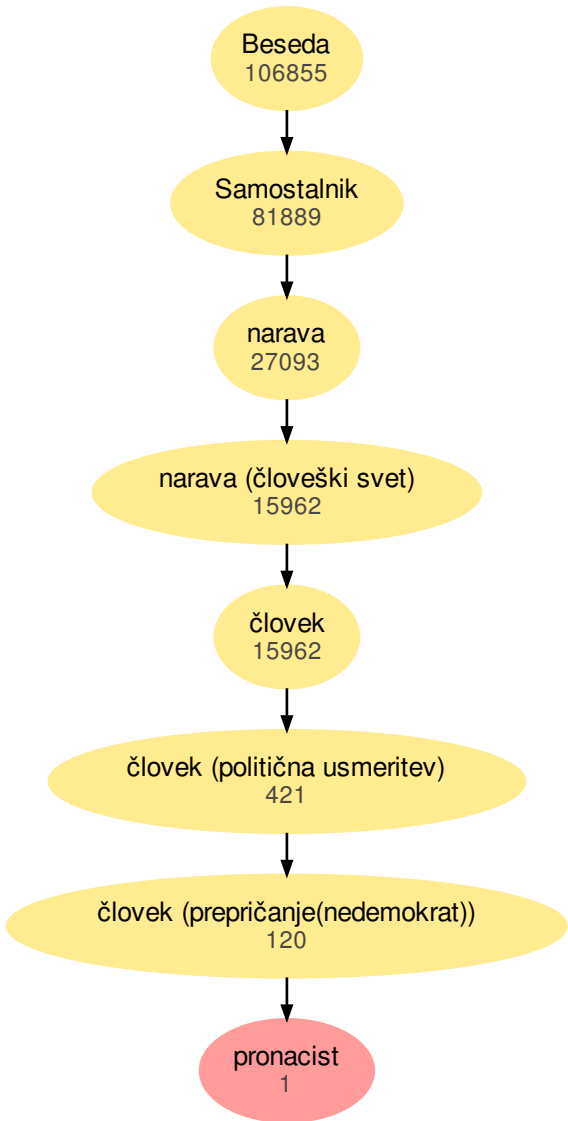 Beseda
106855
Samostalnik
81889
narava
27093
narava (človeški svet)
15962
človek
15962
človek (politična usmeritev)
421
človek (prepričanje(nedemokrat))
120
pronacist
1